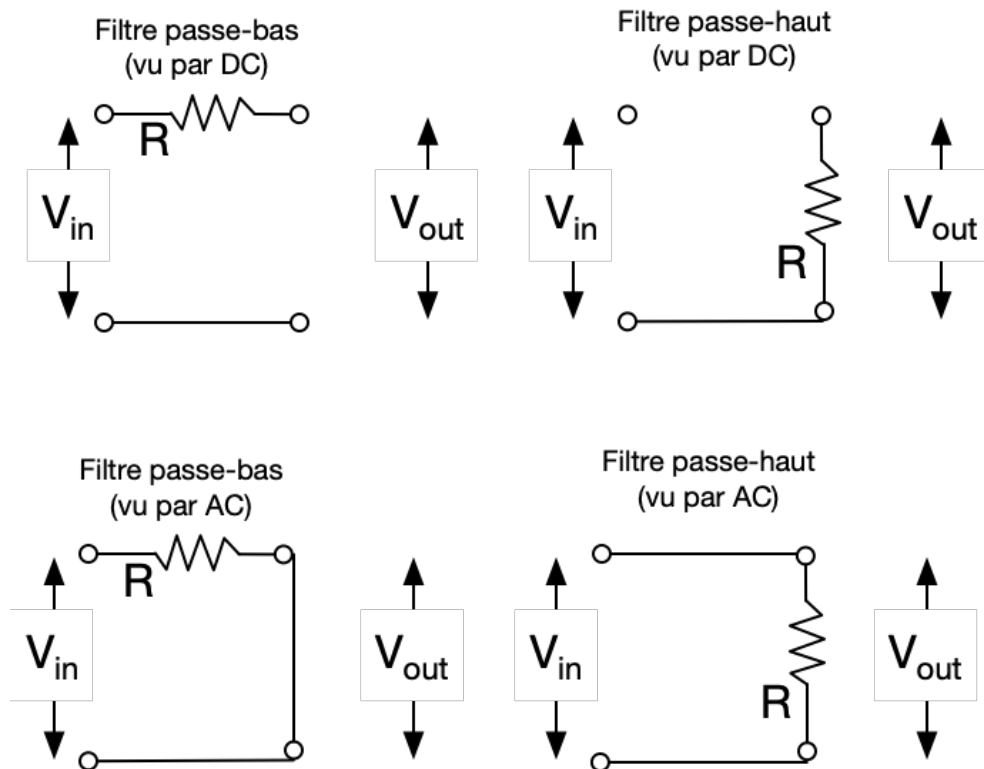 Filtre passe-bas
(vu par DC)
R
Vin
Vout
Filtre passe-haut
(vu par DC)
Vin
R
Vout
Filtre passe-bas
(vu par AC)
R
Vin
Vout
Filtre passe-haut
(vu par AC)
Vin
R
Vout